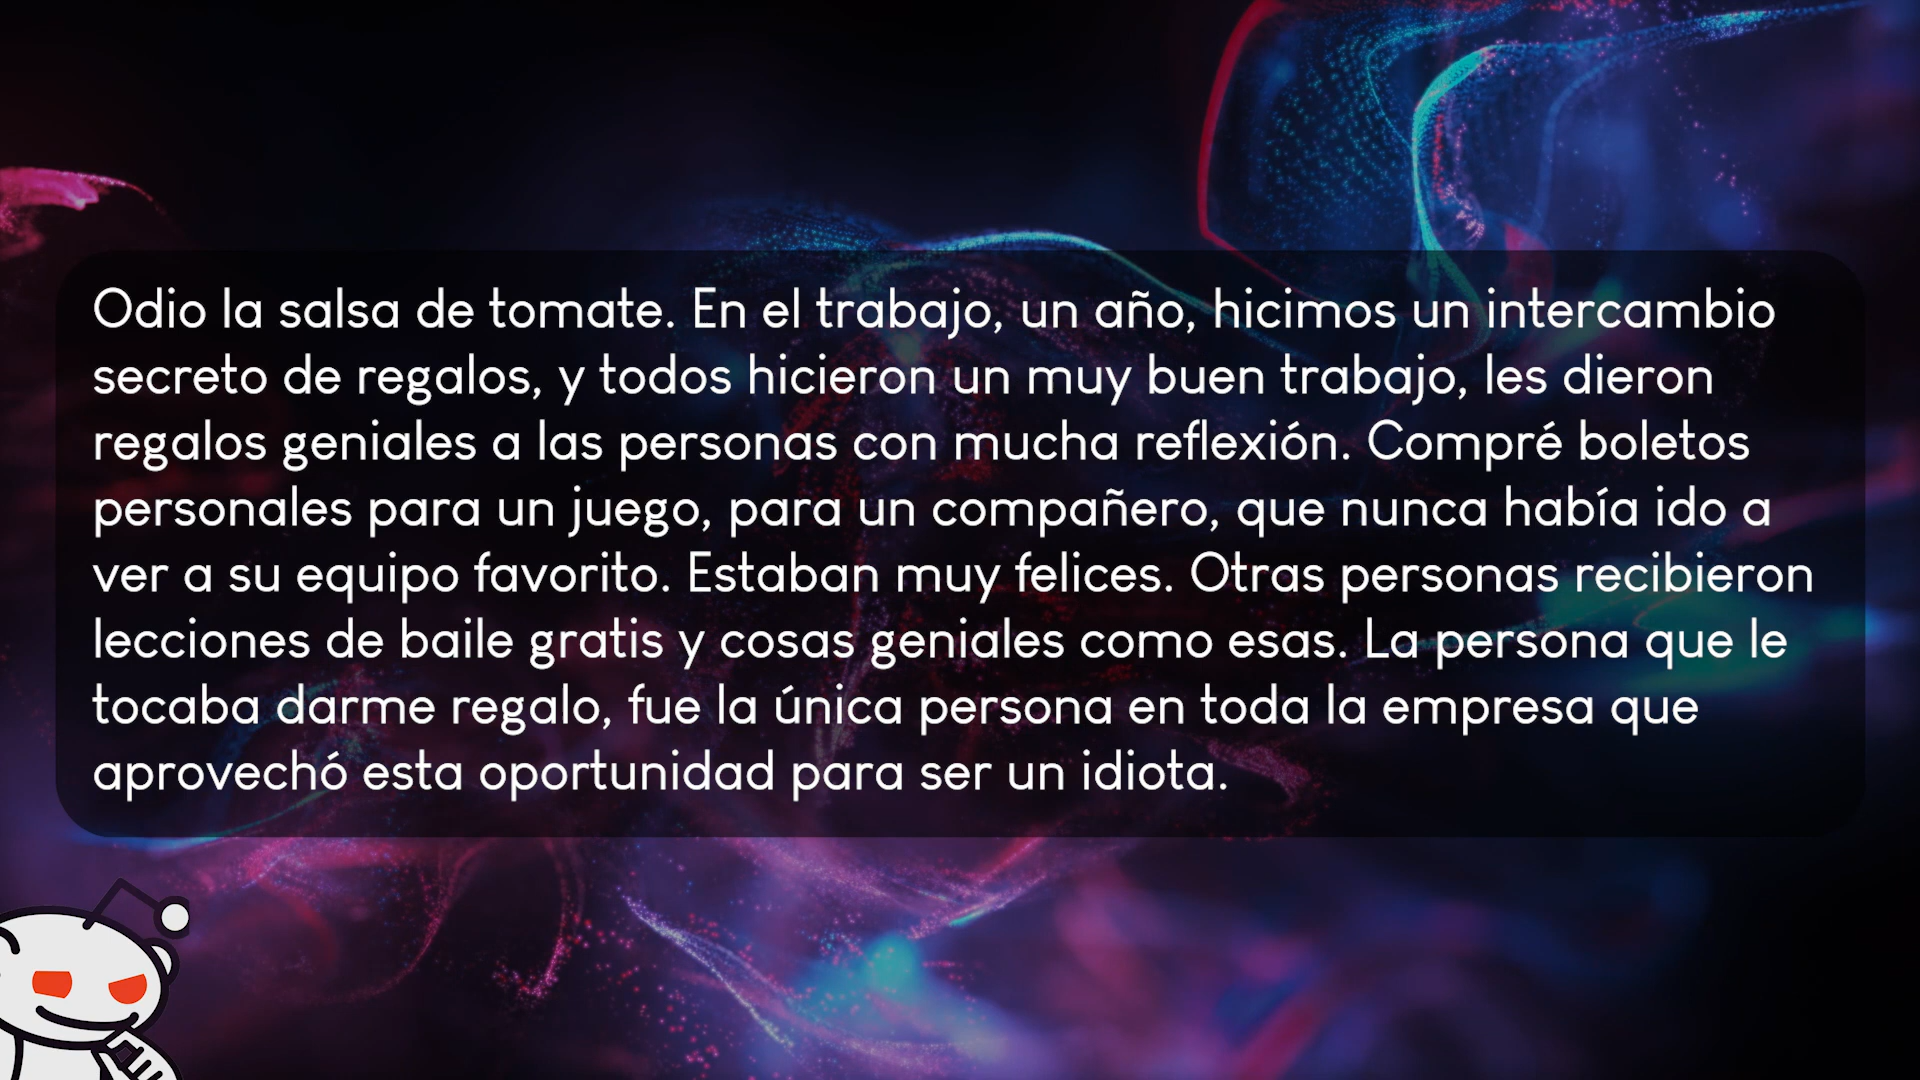 Odio la salsa de tomate. En el trabajo, un año, hicimos un intercambio
secreto de regalos, y todos hicieron un muy buen trabajo, les dieron
regalos geniales a las personas con mucha reflexión. Compré boletos
personales para un juego, para un compañero, que nunca había ido a
ver a su equipo favorito. Estaban muy felices. Otras personas recibieron
lecciones de baile gratis y cosas geniales como esas. La persona que le
tocaba darme regalo, fue la única persona en toda la empresa que
aprovechó esta oportunidad para ser un idiota.